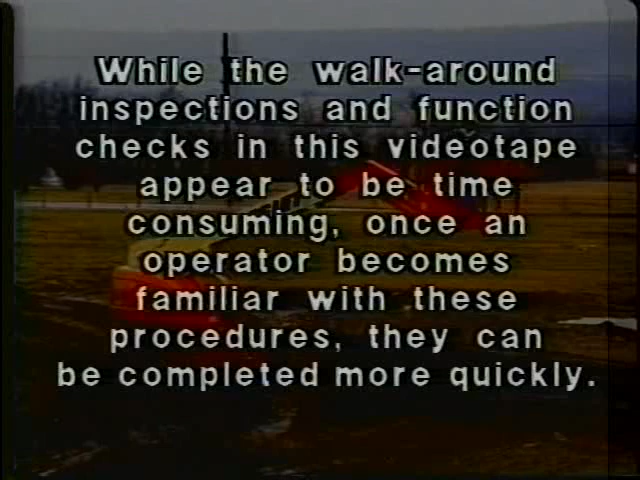 While the walk-around
inspections and function
checks in this videotape
appear to be time
consuming, once an
operator becomes
familiar with these
procedures, they can
be completed more quickly.